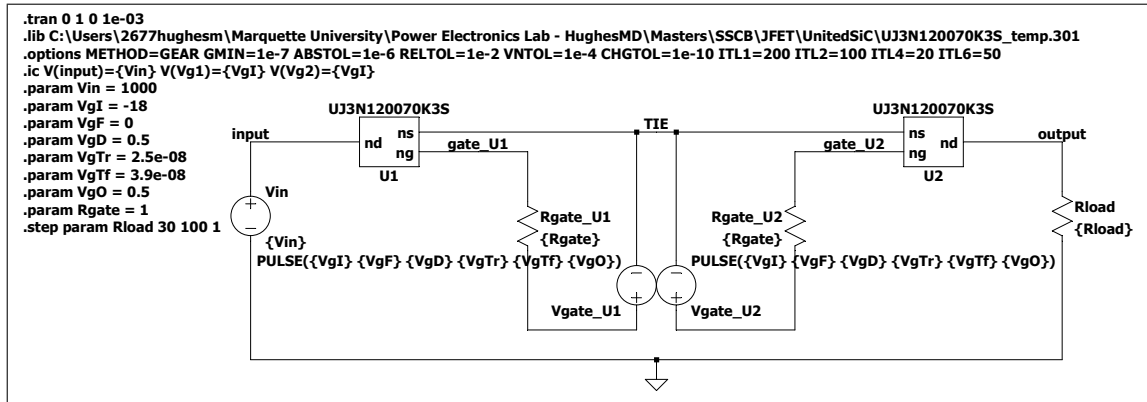 .tran 0 1 0 1e-03
.lib C:\Users\2677hughesm\Marquette University\Power Electronics Lab - HughesMD\Masters\SSCB\JFET\UnitedSiC\UJ3N120070K3S_temp.301
.options METHOD=GEAR GMIN=1e-7 ABSTOL=1e-6 RELTOL=1e-2 VNTOL=1e-4 CHGTOL=1e-10 ITL1=200 ITL2=100 ITL4=20 ITL6=50
.ic V(input)={Vin} V(Vg1)={VgI} V(Vg2)={VgI}
.param Vin = 1000
.param VgI = -18
.param VgF = 0
.param VgD = 0.5
.param VgTr = 2.5e-08
.param VgTf = 3.9e-08
.param VgO = 0.5
.param Rgate = 1
.step param Rload 30 100 1
UJ3N120070K3S
UJ3N120070K3S
input
nd
ns
ng
U1
gate_U1
TIE
gate_U2
ns
ng
nd
U2
output
Vin
{Vin}
Rgate_U1
{Rgate}
Rgate_U2
{Rgate}
Rload
{Rload}
PULSE({VgI} {VgF} {VgD} {VgTr} {VgTf} {VgO})
PULSE({VgI} {VgF} {VgD} {VgTr} {VgTf} {VgO})
Vgate_U1
Vgate_U2